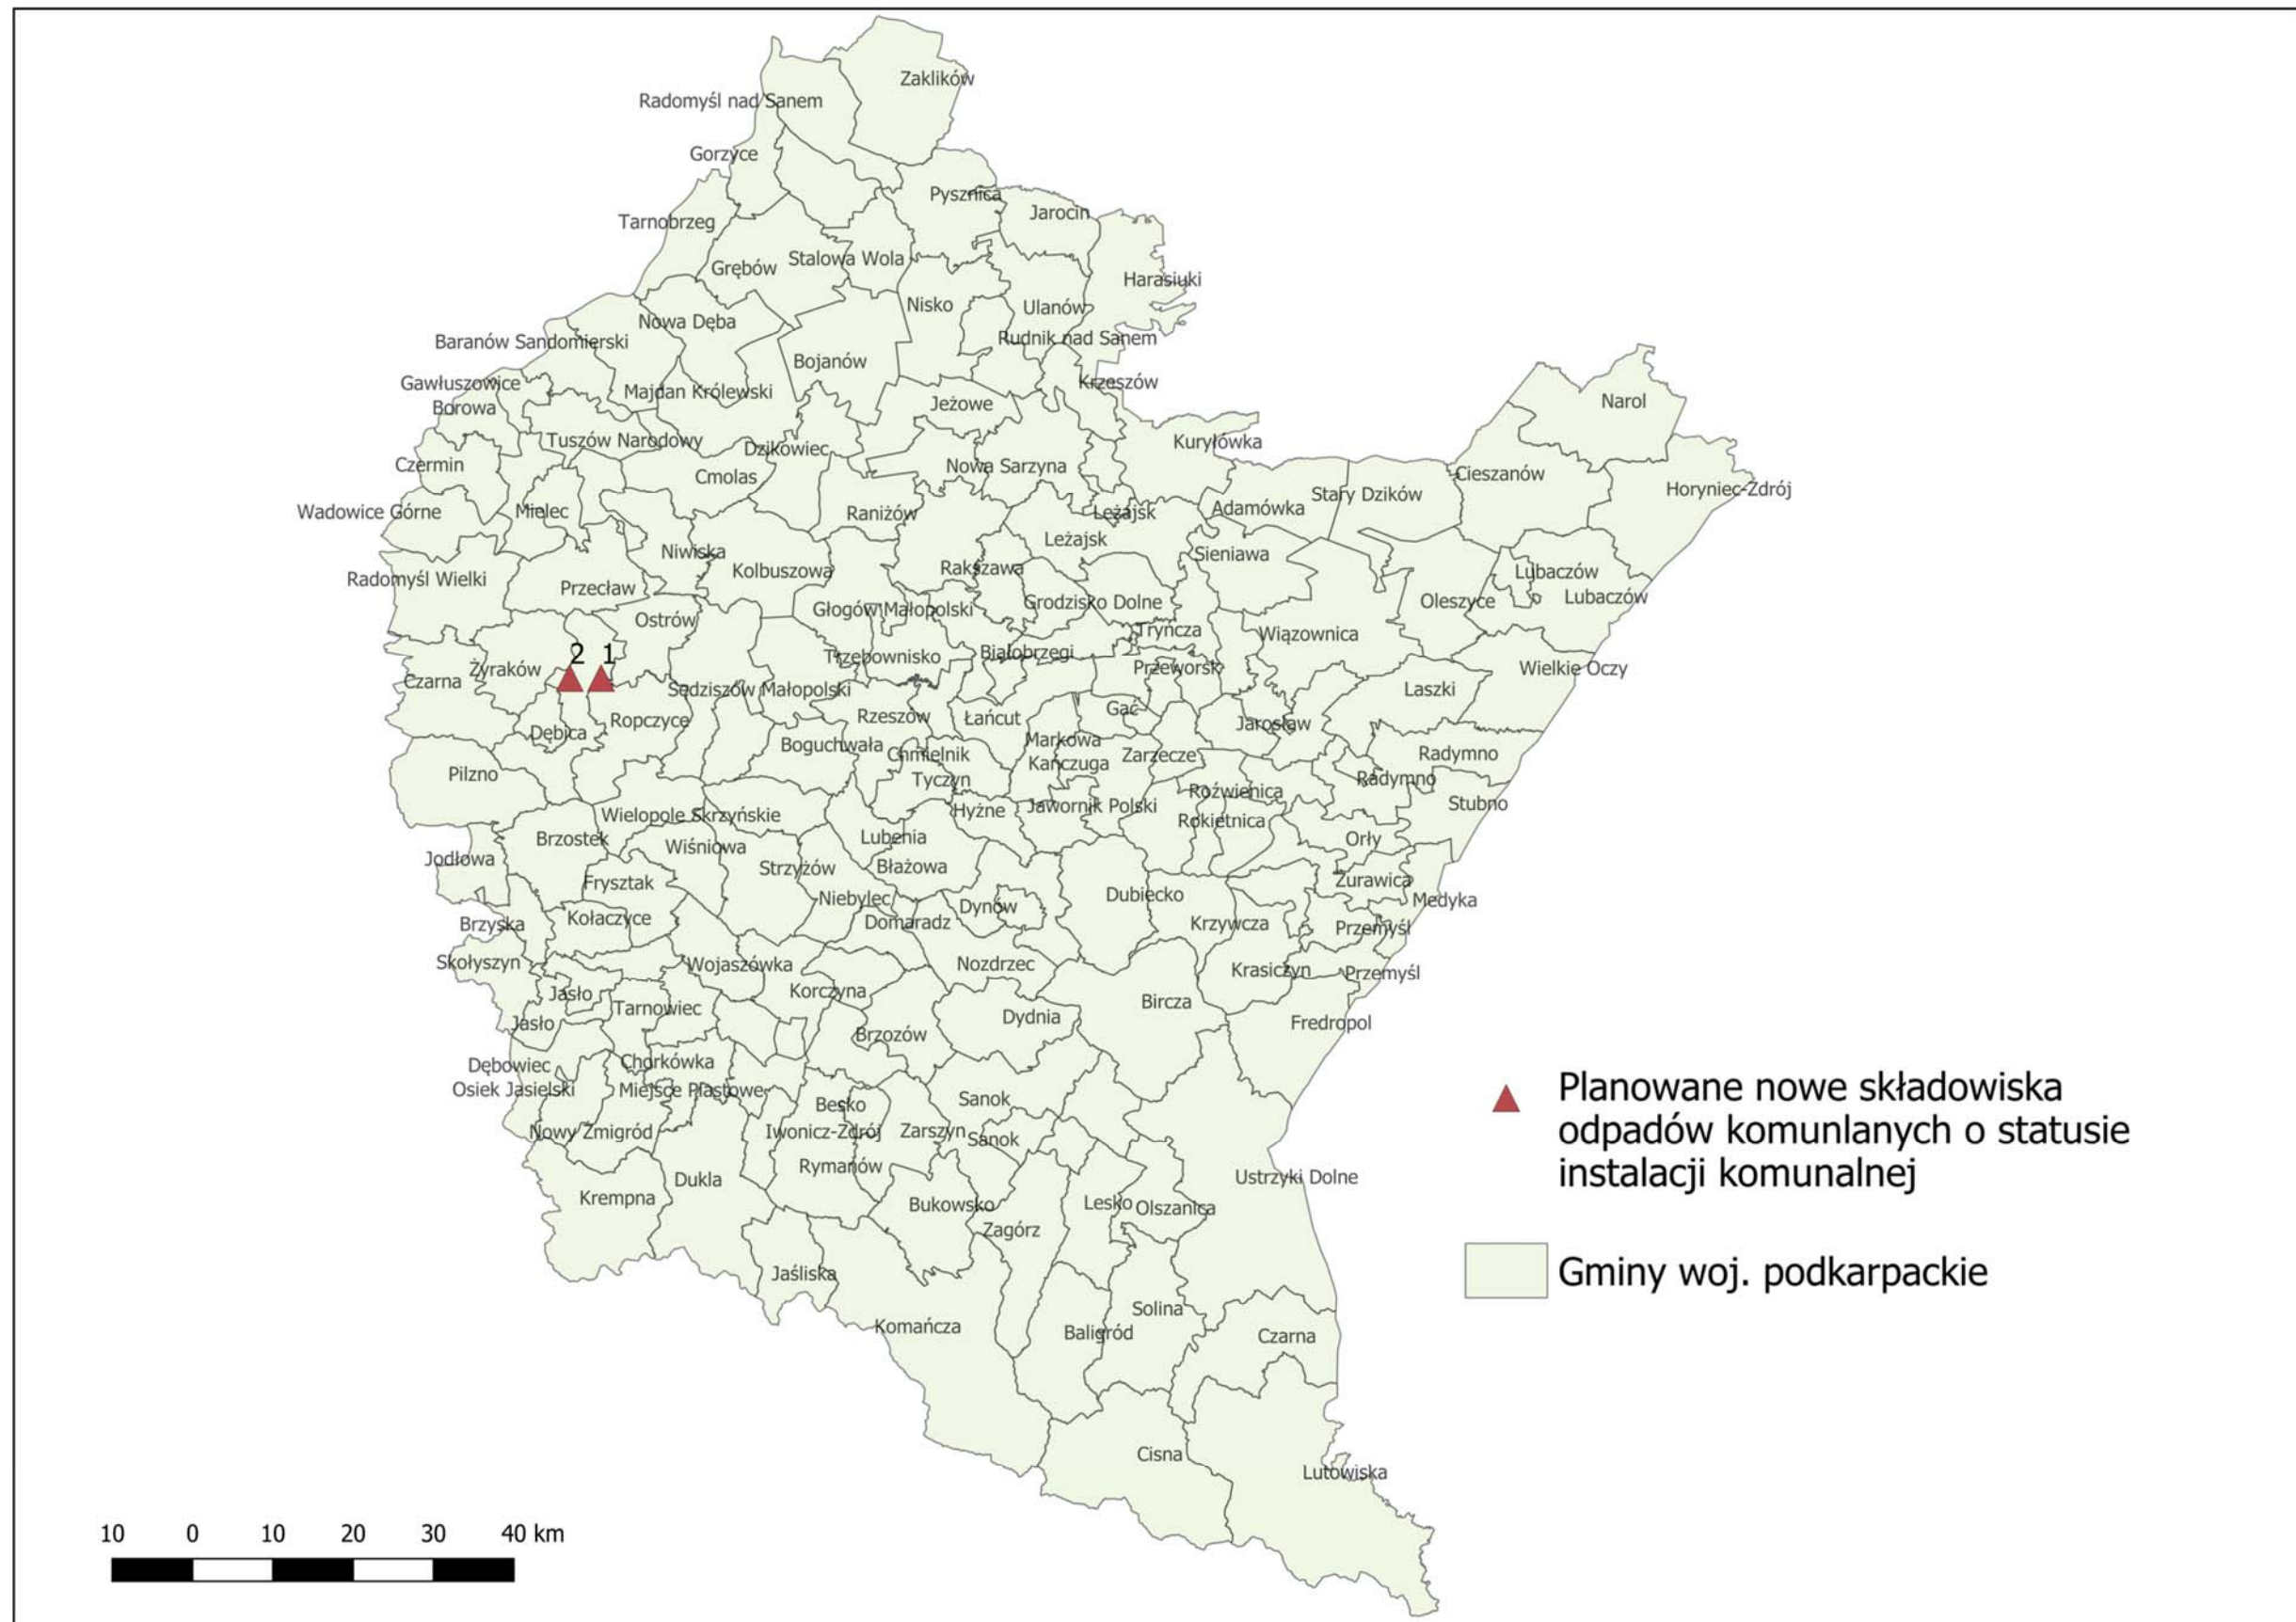 Zaklików
Radomyśl nad Sanem
Gorzyce
Pysznica
Jarocin
Tarnobrzeg
Stalowa Wola
Grębów
Harasiuki
Nisko
Ulanów
Nowa Dęba
Rudnik nad Sanem
Baranów Sandomierski
Bojanów
Krzeszów
Gawłuszowice
Majdan Królewski
Narol
Jeżowe
Borowa
Tuszów Narodowy
Kuryłówka
Dzikowiec
Czermin
Nowa Sarzyna
Cieszanów
Cmolas
Horyniec-Zdrój
Stary Dzików
Adamówka
Wadowice Górne
Mielec
Raniżów
Leżajsk
Leżajsk
Niwiska
Sieniawa
Kolbuszowa
Rakszawa
Lubaczów
Radomyśl Wielki
Przecław
Lubaczów
Oleszyce
Głogów Małopolski
Grodzisko Dolne
Ostrów
Tryńcza
Wiązownica
2 1
Białobrzegi
Trzebownisko
Przeworsk
Wielkie Oczy
Żyraków
Czarna
Sędziszów Małopolski
Laszki
Gać
Rzeszów
Łańcut
Ropczyce
Jarosław
Dębica
Markowa
Boguchwała
Chmielnik
Zarzecze
Radymno
Kańczuga
Pilzno
Tyczyn
Radymno
Roźwienica
Stubno
Jawornik Polski
Hyżne
Wielopole Skrzyńskie
Rokietnica
Brzostek
Lubenia
Orły
Wiśniowa
Jodłowa
Strzyżów
Błażowa
Frysztak
Żurawica
Dubiecko
Niebylec
Medyka
Dynów
Kołaczyce
Brzyska
Domaradz
Krzywcza
Przemyśl
Skołyszyn
Wojaszówka
Nozdrzec
Krasiczyn
Przemyśl
Jasło
Korczyna
Bircza
Tarnowiec
Dydnia
Jasło
Fredropol
Brzozów
Dębowiec
Chorkówka
Osiek Jasielski
Miejsce Piastowe
Sanok
Besko
Nowy Żmigród
Iwonicz-Zdrój
Zarszyn
Sanok
Rymanów
Dukla
Ustrzyki Dolne
Krempna
Bukowsko
Lesko
Olszanica
Zagórz
Jaśliska
Solina
Komańcza
Baligród
Czarna
Cisna
Lutowiska
Planowane nowe składowiska
odpadów komunlanych o statusie
instalacji komunalnej
Gminy woj. podkarpackie
10 0 10 20 30 40 km